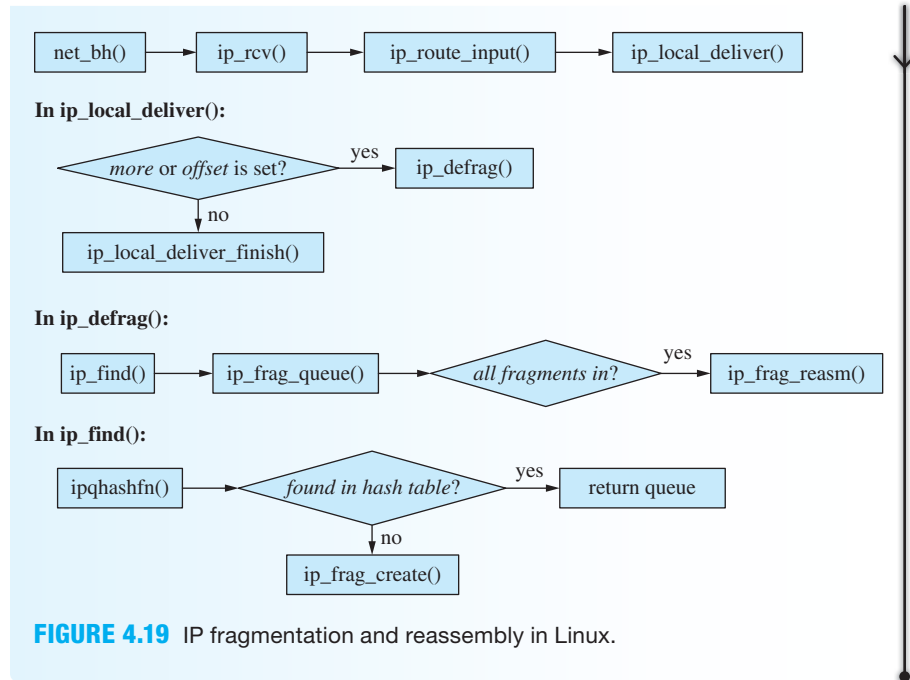 net_bh() ip_rcv() ip_route_input() ip_local_deliver()
In ip_local_deliver():
more or offset is set? yes ip_defrag()
no
ip_local_deliver_finish()
In ip_defrag():
ip_find() ip_frag_queue() all fragments in? yes ip_frag_reasm()
In ip_find():
ipqhashfn() found in hash table? yes return queue
no
ip_frag_create()
FIGURE 4.19 IP fragmentation and reassembly in Linux.